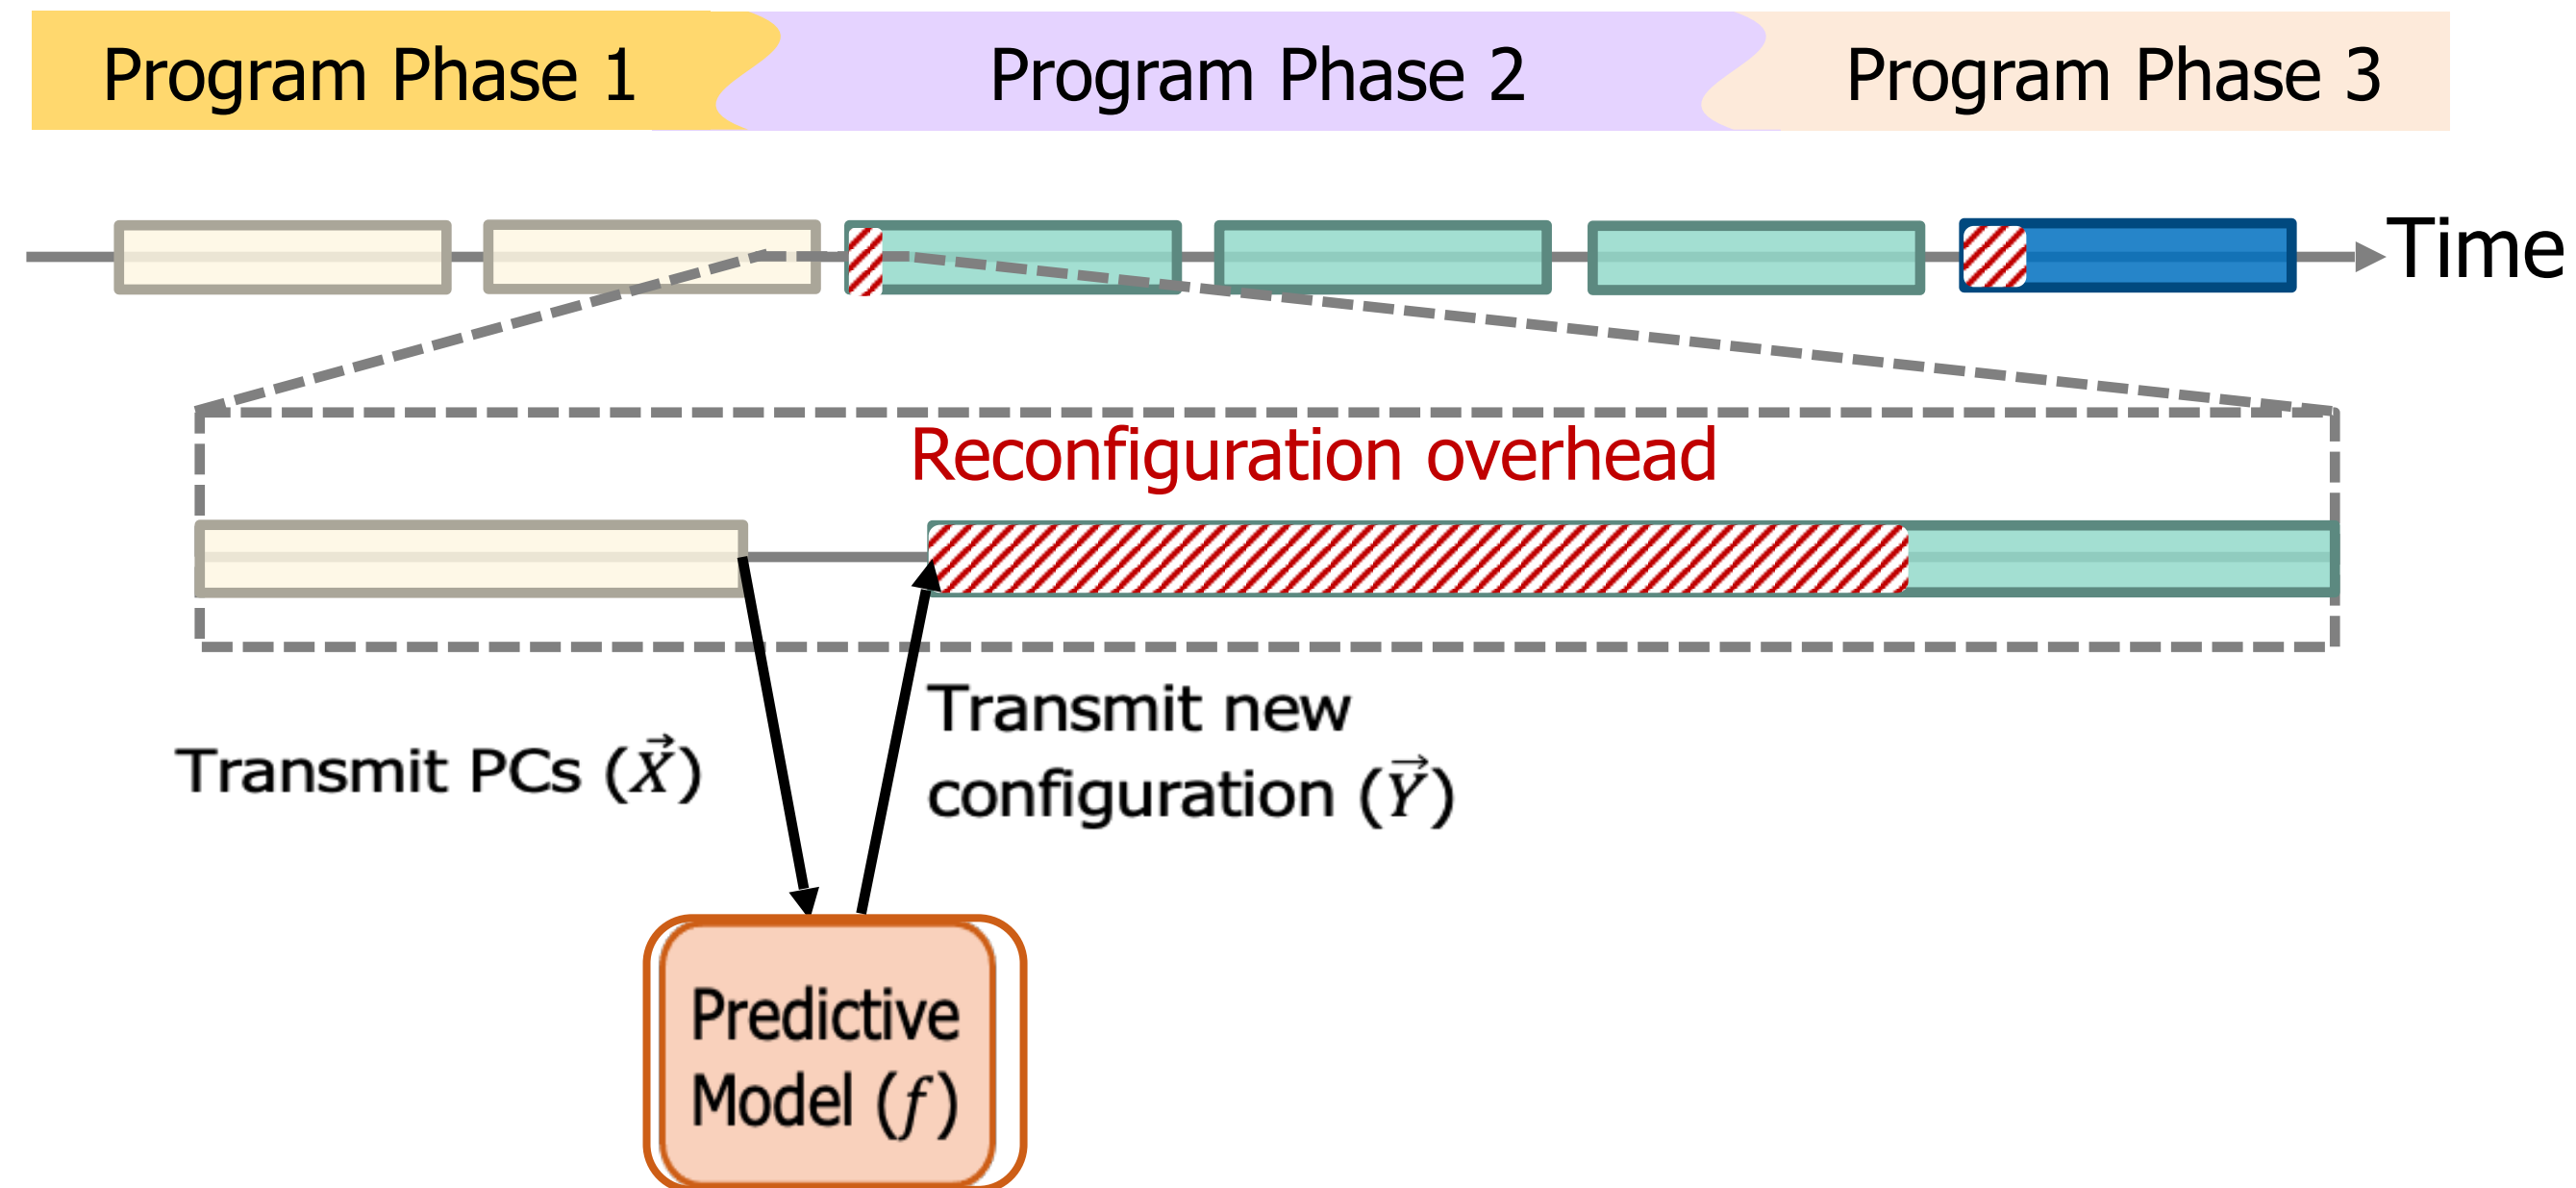 Program Phase 1
Program Phase 2
Program Phase 3
Time
Reconfiguration overhead
Transmit PCs (X⃗)
Transmit new
configuration (Y⃗)
Predictive
Model (f)